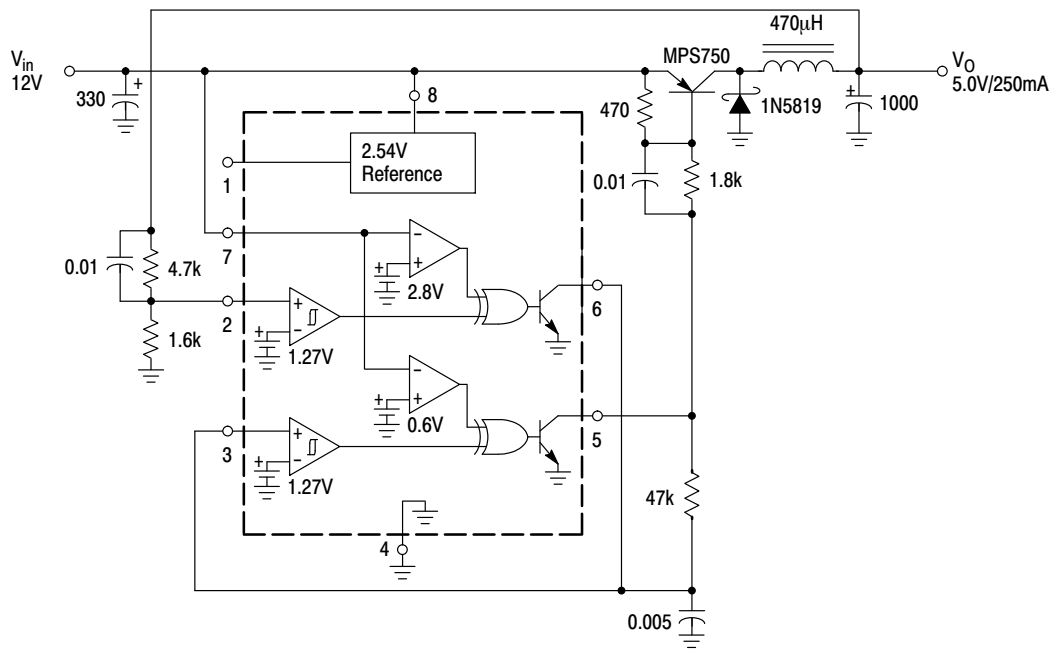 470µH
MPS750
V_in
12V
V_O
5.0V/250mA
330
8
470
1N5819
1000
2.54V
Reference
1
0.01
1.8k
7
0.01
4.7k
2.8V
6
2
1.27V
1.6k
0.6V
5
3
1.27V
47k
4
0.005
+
+
-
+
+
+
-
+
-
+
+
+
-
+